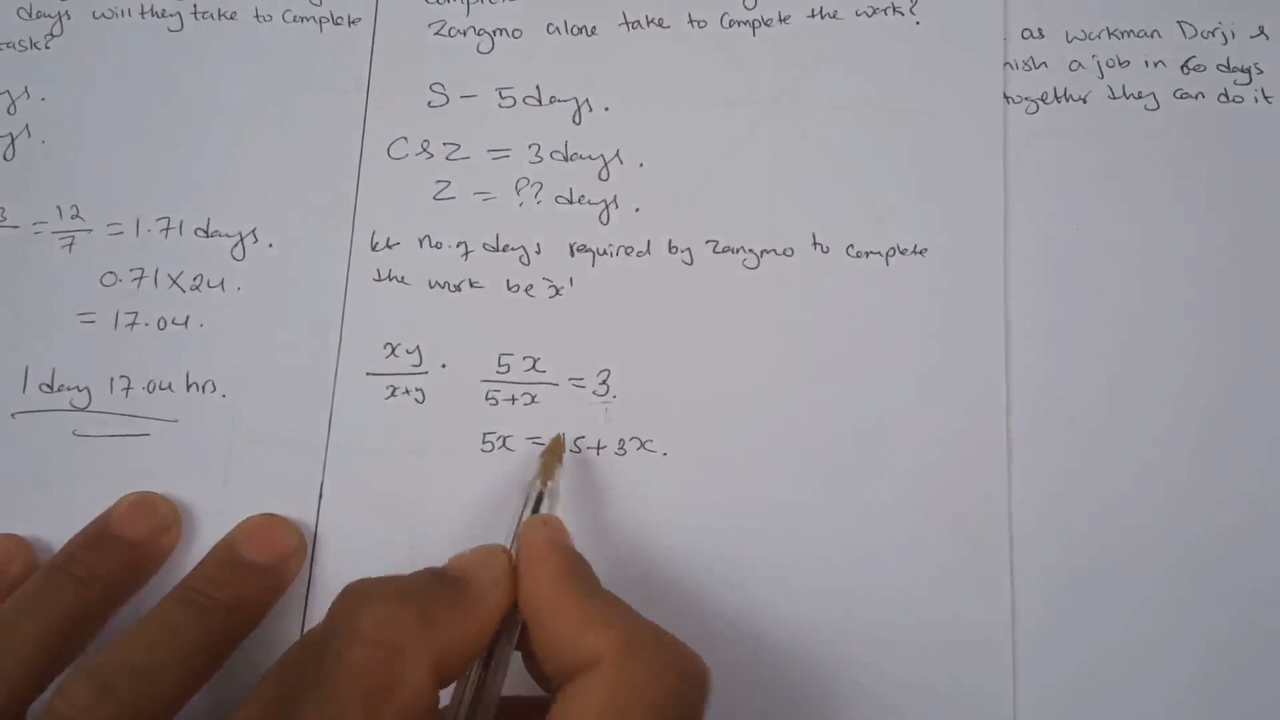 days will they take to complete
task?
ys.
ys.
3/ = 12/7 = 1.71 days.
0.71 X 24.
= 17.04.
1 day 17.04 hrs.
Zangmo alone take to complete the work?
S - 5 days.
C & Z = 3 days.
Z = ?? days.
let no. of days required by Zangmo to complete
the work be 'x'
xy/x+y . 5x/5+x = 3.
5x = 15 + 3x.
as workman Dorji &
nish a job in 60 days
together they can do it